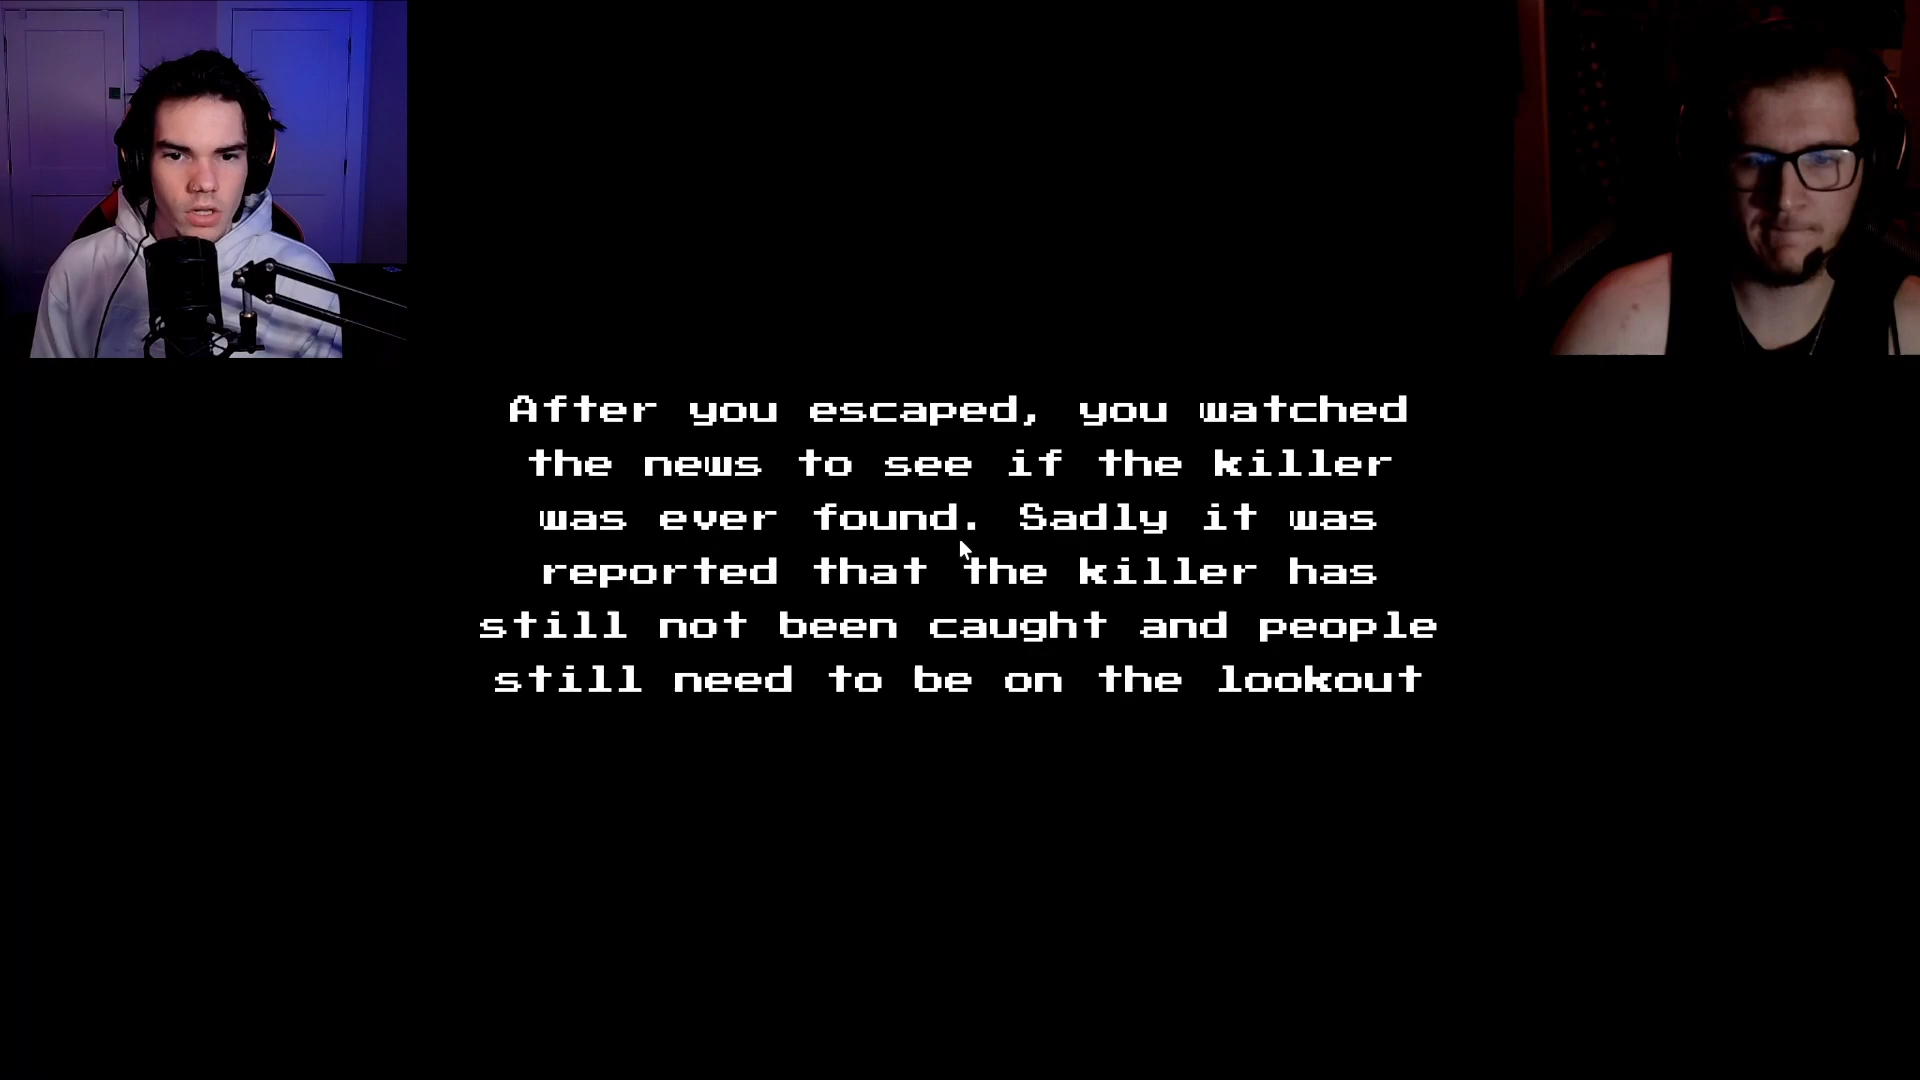 After you escaped, you watched
the news to see if the killer
was ever found. Sadly it was
reported that the killer has
still not been caught and people
still need to be on the lookout